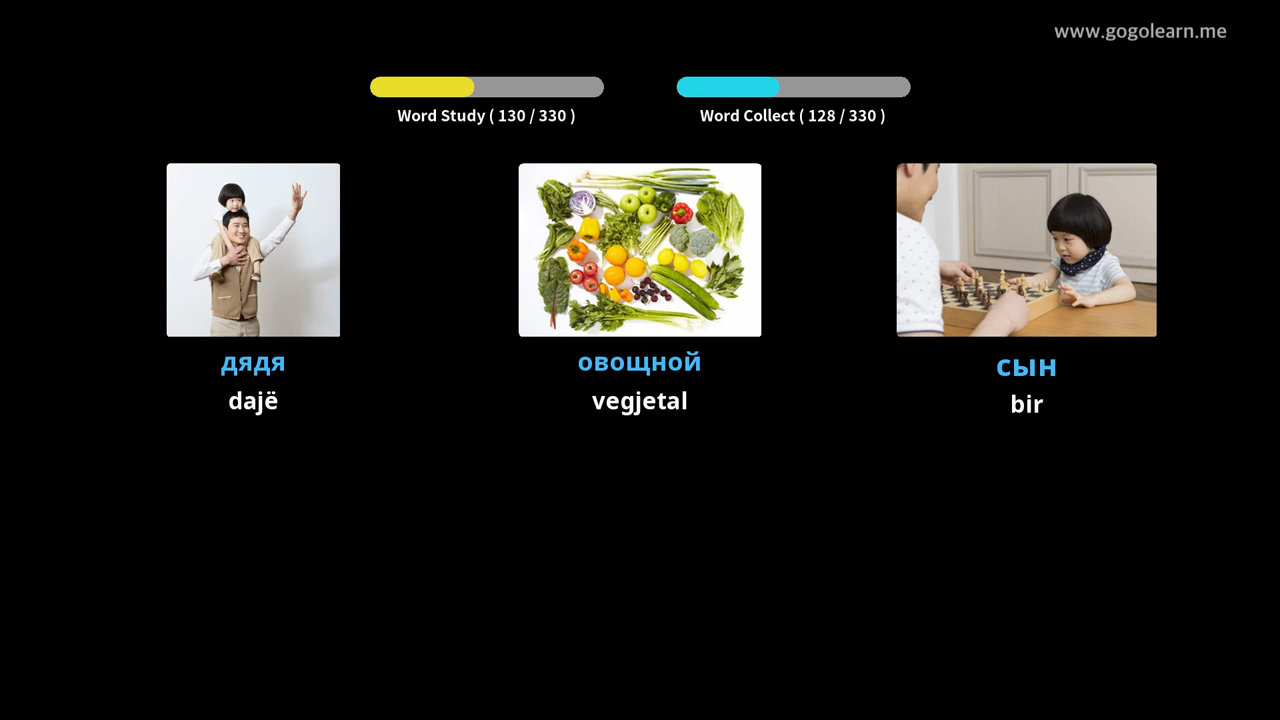 www.gogolearn.me
Word Study ( 130 / 330 )
Word Collect ( 128 / 330 )
дядя
dajë
овощной
vegjetal
сын
bir